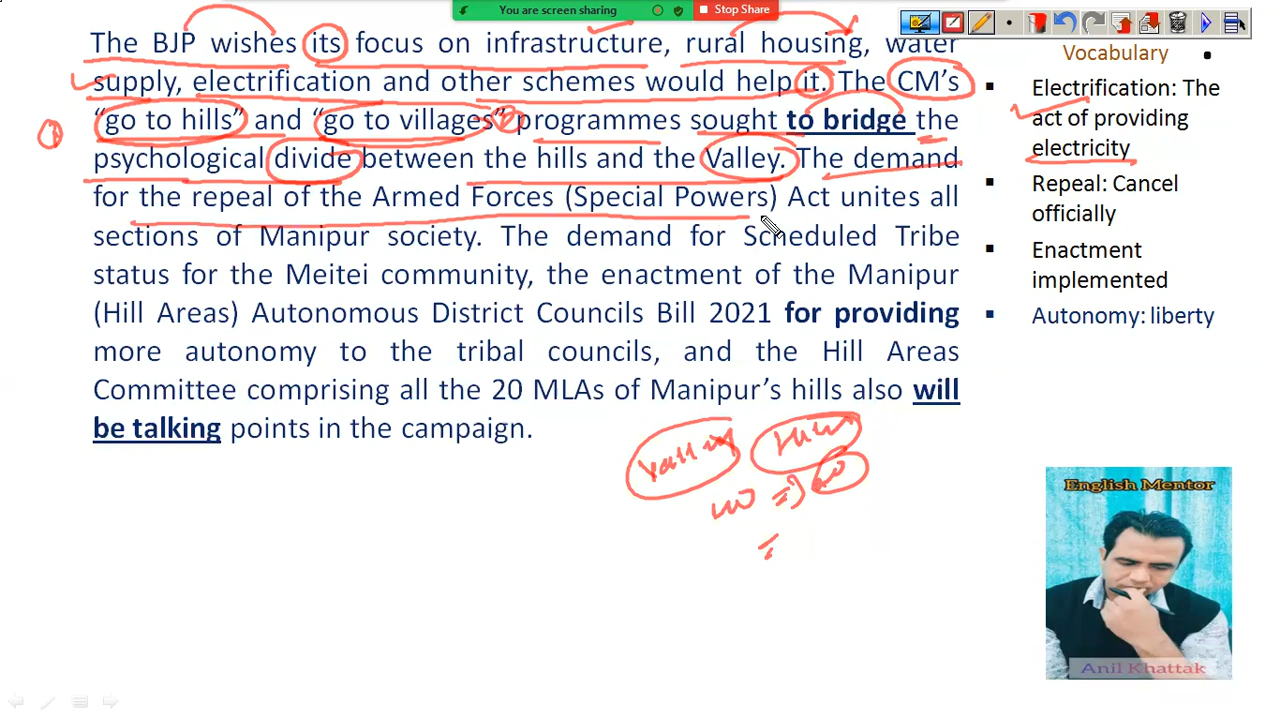 You are screen sharing
Stop Share
The BJP wishes its focus on infrastructure, rural housing, water
supply, electrification and other schemes would help it. The CM's
"go to hills" and "go to villages" programmes sought to bridge the
psychological divide between the hills and the Valley. The demand
for the repeal of the Armed Forces (Special Powers) Act unites all
sections of Manipur society. The demand for Scheduled Tribe
status for the Meitei community, the enactment of the Manipur
(Hill Areas) Autonomous District Councils Bill 2021 for providing
more autonomy to the tribal councils, and the Hill Areas
Committee comprising all the 20 MLAs of Manipur's hills also will
be talking points in the campaign.
Vocabulary
Electrification: The
act of providing
electricity
Repeal: Cancel
officially
Enactment
implemented
Autonomy: liberty
English Mentor
Anil Khattak